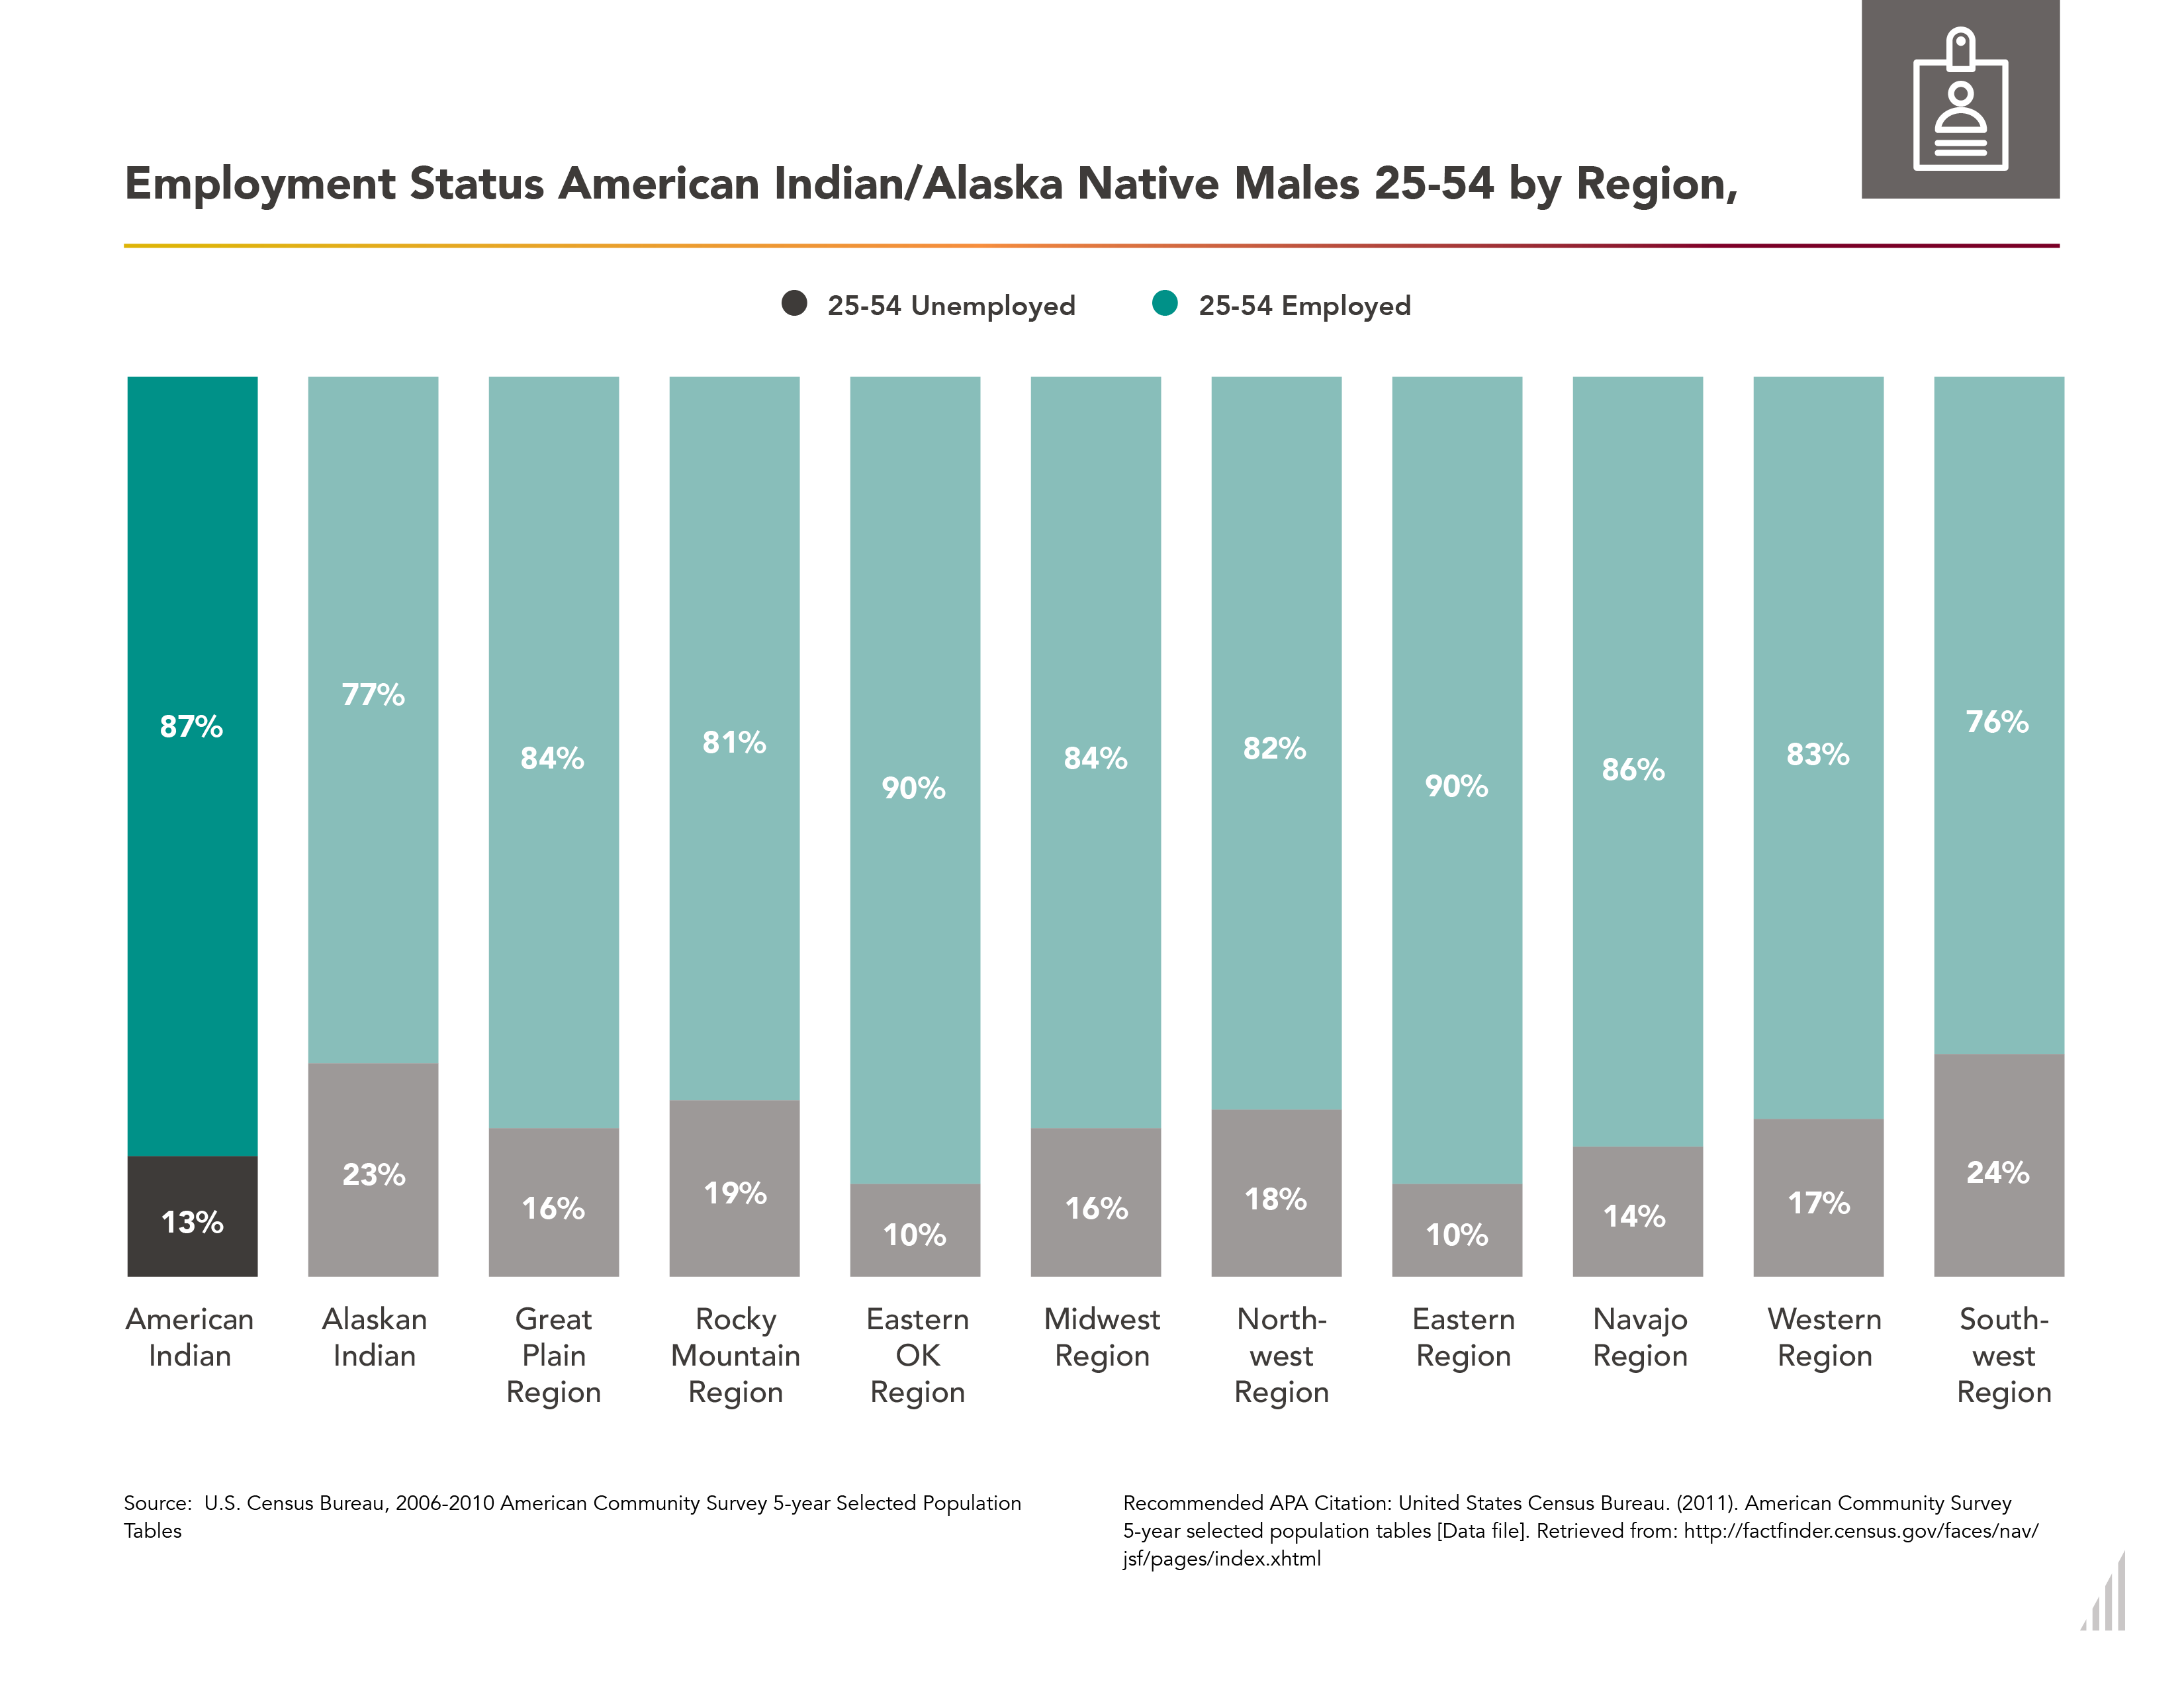 Employment Status American Indian/Alaska Native Males 25-54 by Region,
25-54 Unemployed
25-54 Employed
87%
77%
84%
81%
90%
84%
82%
90%
86%
83%
76%
13%
23%
16%
19%
10%
16%
18%
10%
14%
17%
24%
American
Indian
Alaskan
Indian
Great
Plain
Region
Rocky
Mountain
Region
Eastern
OK
Region
Midwest
Region
North-
west
Region
Eastern
Region
Navajo
Region
Western
Region
South-
west
Region
Source:  U.S. Census Bureau, 2006-2010 American Community Survey 5-year Selected Population
Tables
Recommended APA Citation: United States Census Bureau. (2011). American Community Survey
5-year selected population tables [Data file]. Retrieved from: http://factfinder.census.gov/faces/nav/
jsf/pages/index.xhtml